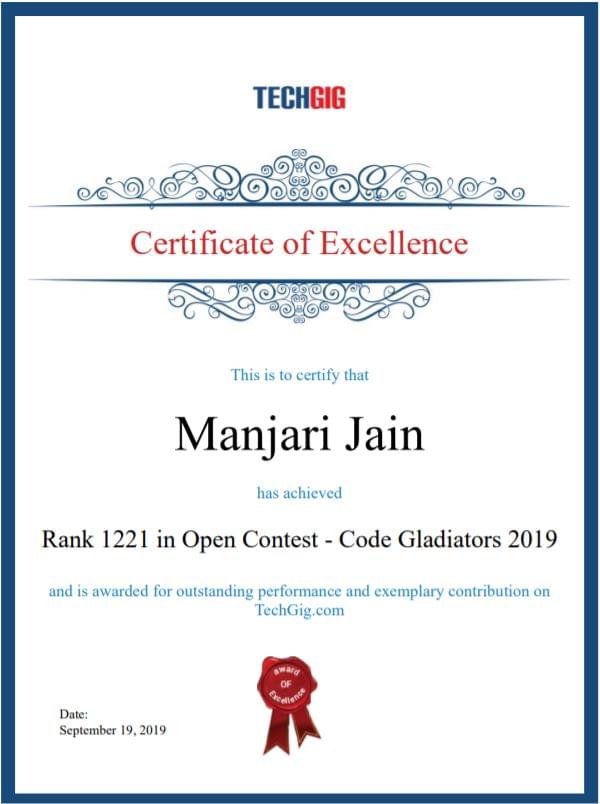 TECHGIG
Certificate of Excellence
This is to certify that
Manjari Jain
has achieved
Rank 1221 in Open Contest - Code Gladiators 2019
and is awarded for outstanding performance and exemplary contribution on
TechGig.com
award
OF
Excellence
Date:
September 19, 2019